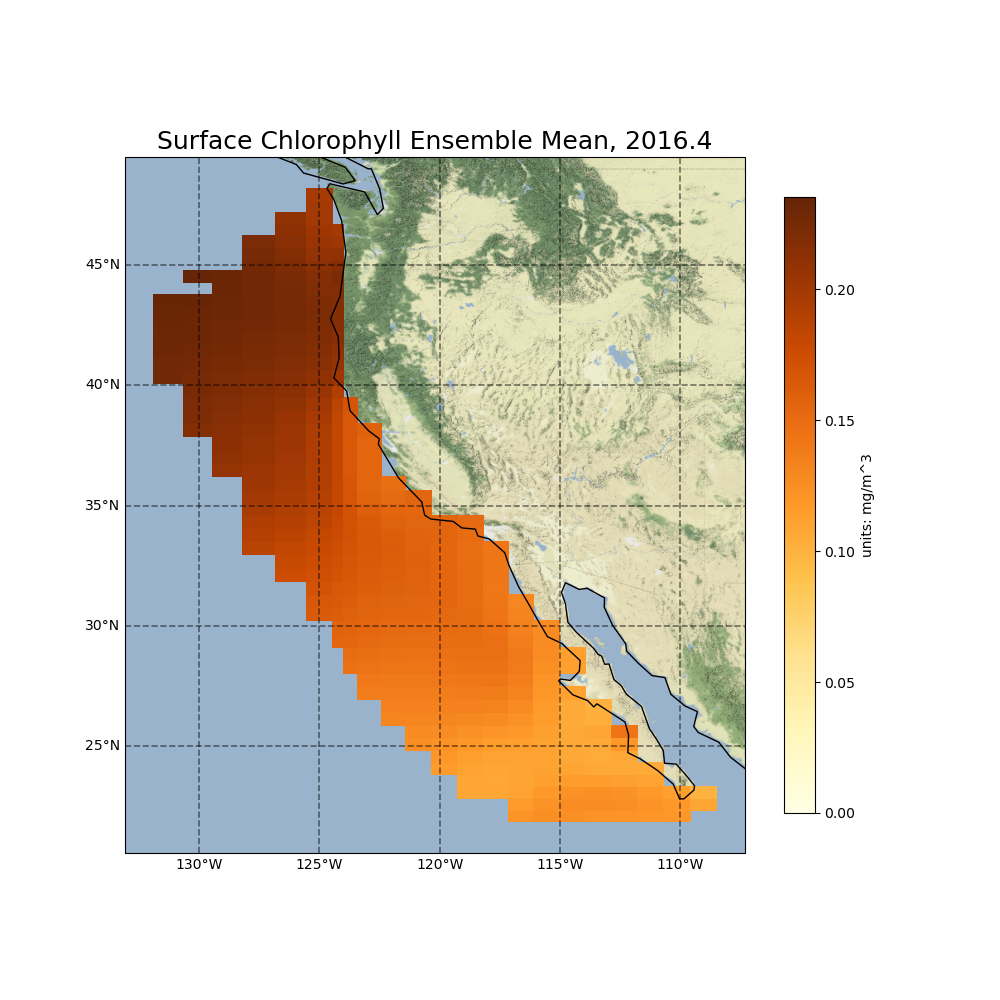 Surface Chlorophyll Ensemble Mean, 2016.4
45°N
40°N
35°N
30°N
25°N
130°W 125°W 120°W 115°W 110°W
0.20
0.15
0.10
0.05
0.00
units: mg/m^3